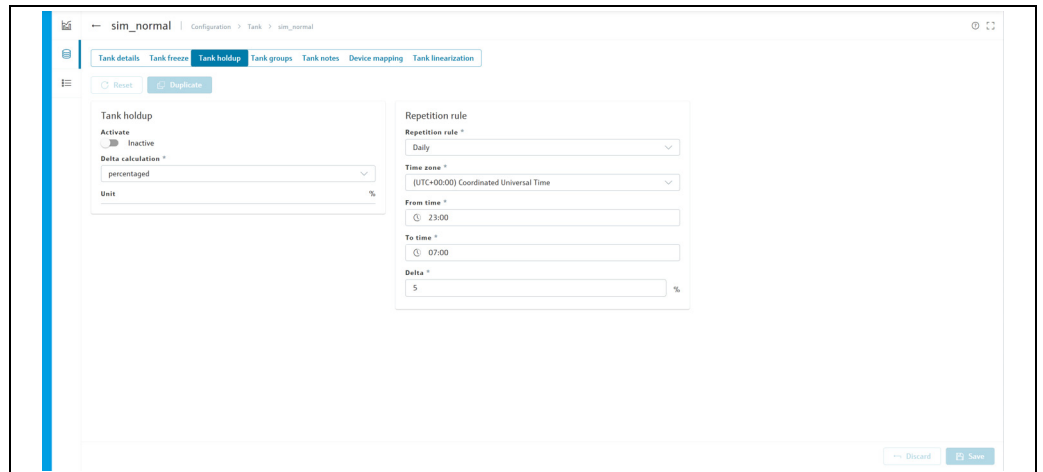 ← sim_normal | Configuration > Tank > sim_normal
Tank details Tank freeze Tank holdup Tank groups Tank notes Device mapping Tank linearization
Reset Duplicate
Tank holdup
Activate
Inactive
Delta calculation *
percentaged
Unit %
Repetition rule
Repetition rule *
Daily
Time zone *
(UTC+00:00) Coordinated Universal Time
From time *
23:00
To time *
07:00
Delta *
5 %
Discard Save